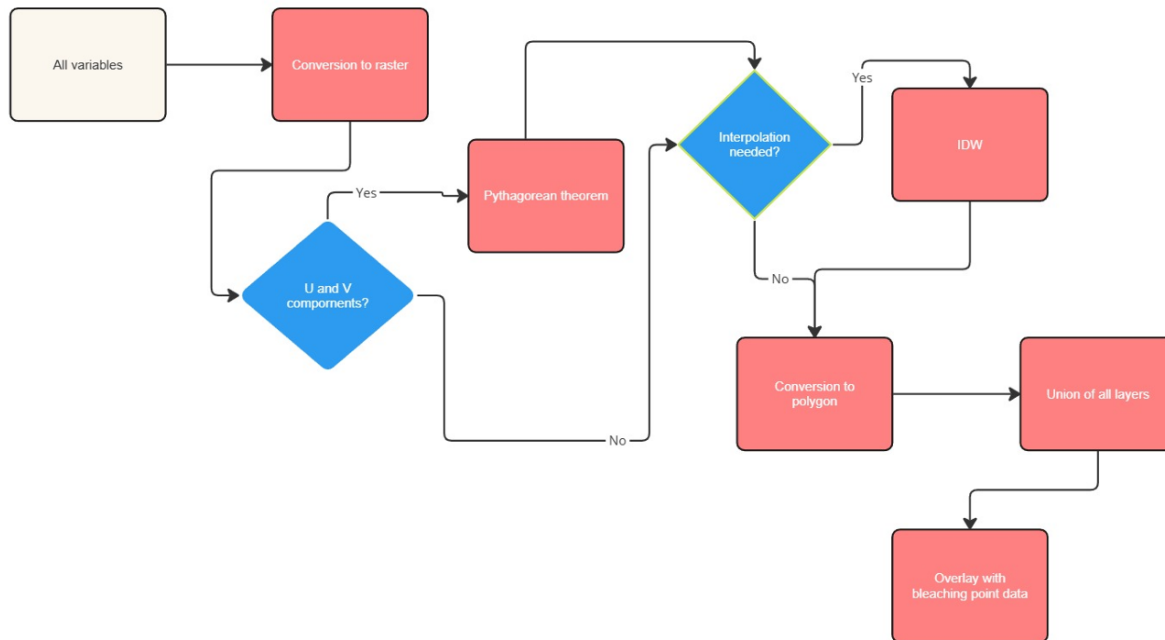 All variables
Conversion to raster
Yes
Interpolation
needed?
IDW
Yes
Pythagorean theorem
U and V
compornents?
No
No
Conversion to
polygon
Union of all layers
Overlay with
bleaching point data